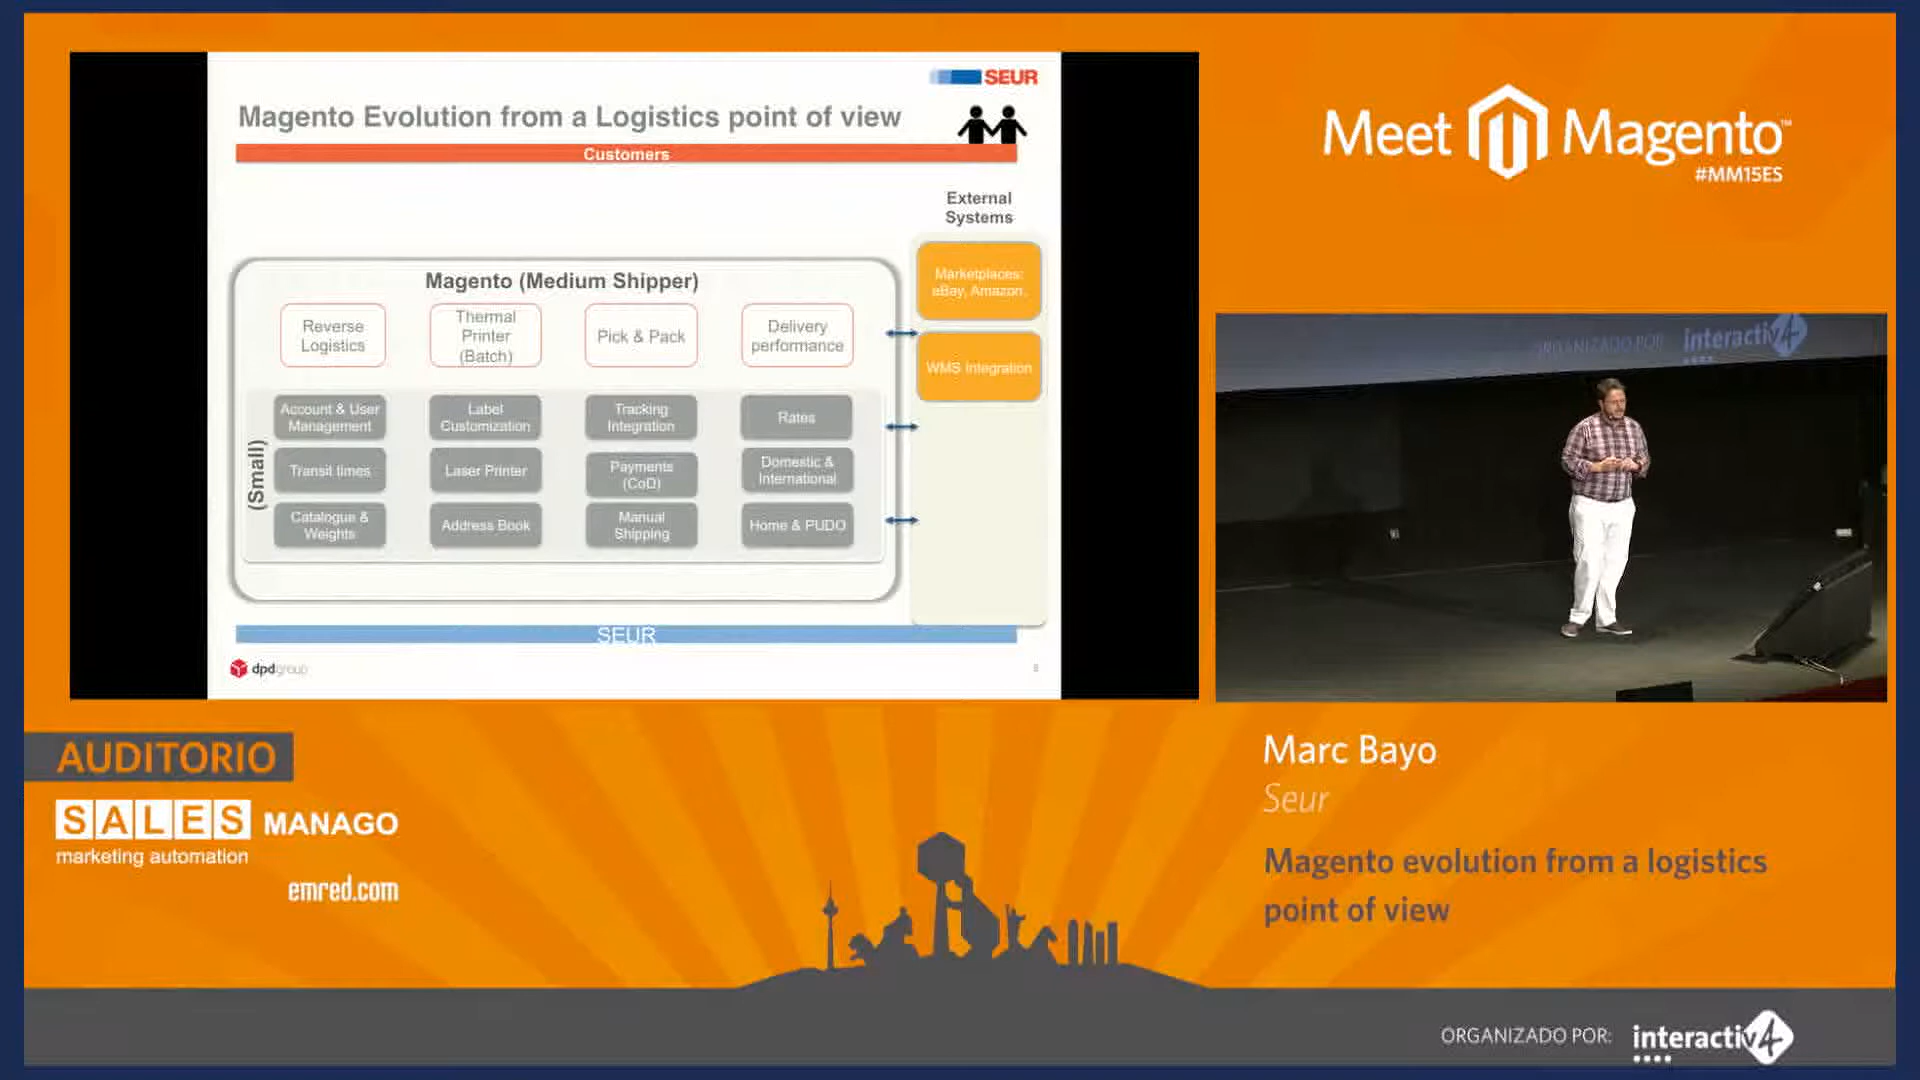 SEUR
Magento Evolution from a Logistics point of view
Customers
External
Systems
Magento (Medium Shipper)
Reverse
Logistics
Thermal
Printer
(Batch)
Pick & Pack
Delivery
performance
Marketplaces:
eBay, Amazon.
WMS Integration
(Small)
Account & User
Management
Label
Customization
Tracking
Integration
Rates
Transit times
Laser Printer
Payments
(CoD)
Domestic &
International
Catalogue &
Weights
Address Book
Manual
Shipping
Home & PUDO
SEUR
dpdgroup
Meet Magento™
#MM15ES
ORGANIZADO POR:
interactiv4
AUDITORIO
SALES MANAGO
marketing automation
emred.com
Marc Bayo
Seur
Magento evolution from a logistics
point of view
ORGANIZADO POR: interactiv4